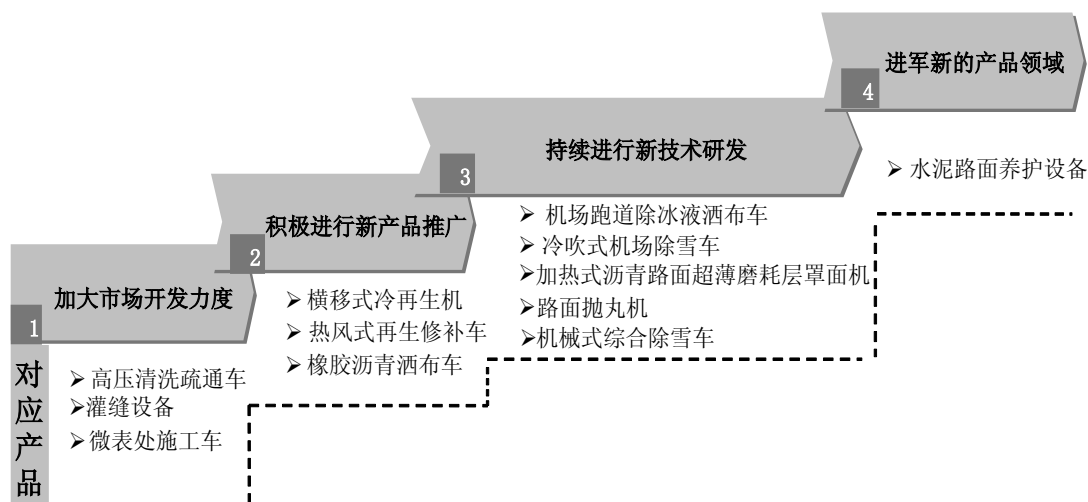 1
加大市场开发力度
对应产品
➢ 高压清洗疏通车
➢灌缝设备
➢ 微表处施工车
2
积极进行新产品推广
➢ 横移式冷再生机
➢ 热风式再生修补车
➢ 橡胶沥青洒布车
3
持续进行新技术研发
➢ 机场跑道除冰液洒布车
➢ 冷吹式机场除雪车
➢加热式沥青路面超薄磨耗层罩面机
➢路面抛丸机
➢机械式综合除雪车
4
进军新的产品领域
➢ 水泥路面养护设备